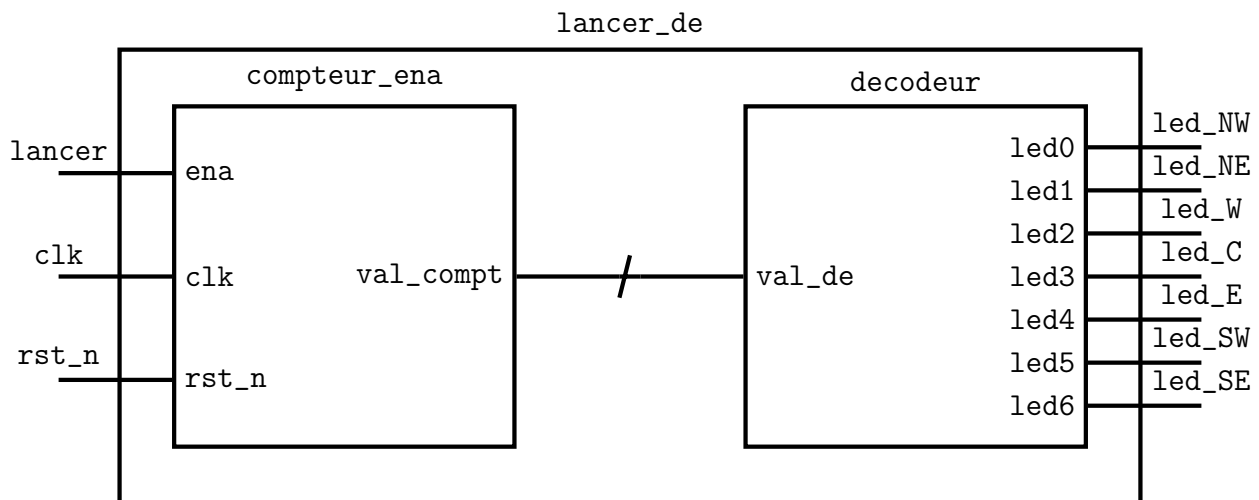 lancer_de
compteur_ena
decodeur
lancer
clk
rst_n
ena
clk
rst_n
val_compt
val_de
led0
led1
led2
led3
led4
led5
led6
led_NW
led_NE
led_W
led_C
led_E
led_SW
led_SE